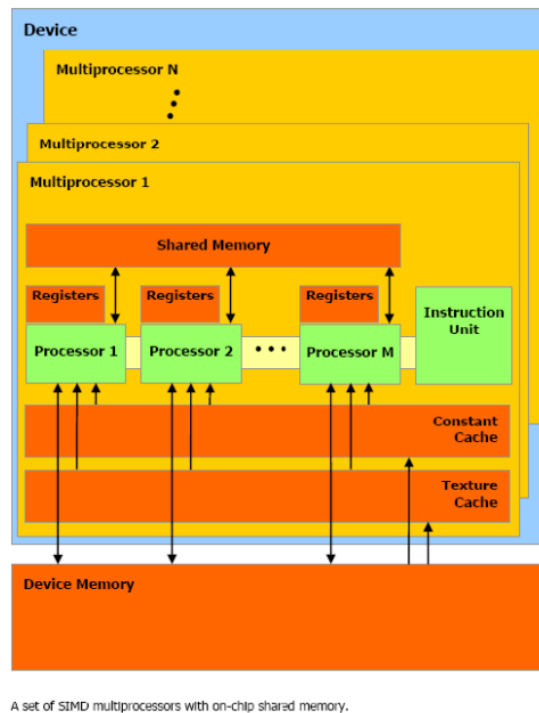 Device
Multiprocessor N
Multiprocessor 2
Multiprocessor 1
Shared Memory
Registers
Registers
Registers
Instruction
Unit
Processor 1
Processor 2
Processor M
Constant
Cache
Texture
Cache
Device Memory
A set of SIMD multiprocessors with on-chip shared memory.